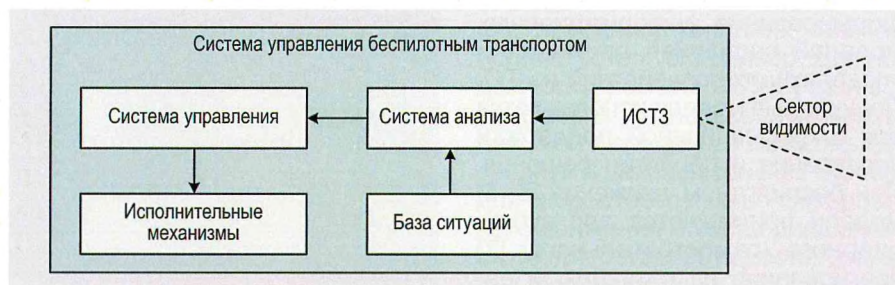 Система управления беспилотным транспортом
Система управления
Система анализа
ИСТЗ
Сектор
видимости
Исполнительные
механизмы
База ситуаций